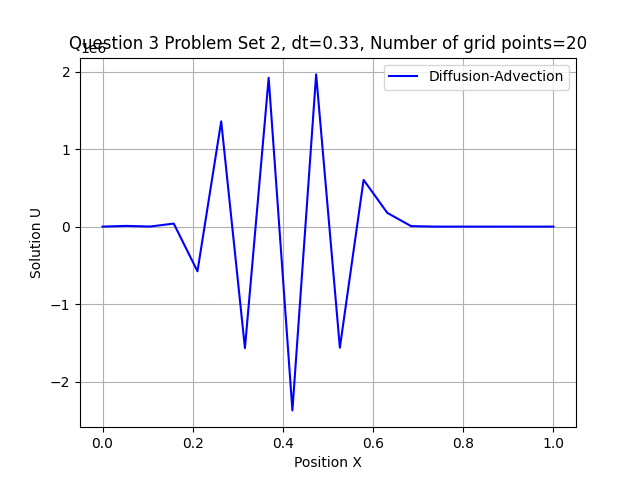 Question 3 Problem Set 2, dt=0.33, Number of grid points=20
1e6
Diffusion-Advection
2
1
0
−1
−2
Solution U
0.0 0.2 0.4 0.6 0.8 1.0
Position X